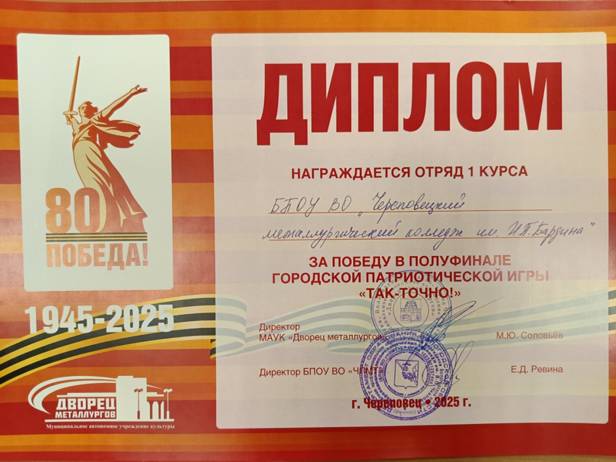 80
ПОБЕДА!
1945-2025
ДВОРЕЦ
МЕТАЛЛУРГОВ
Муниципальное автономное учреждение культуры
ДИПЛОМ
НАГРАЖДАЕТСЯ ОТРЯД 1 КУРСА
БПОУ ВО „Череповецкий
металлургический колледж им. И.П. Бардина"
ЗА ПОБЕДУ В ПОЛУФИНАЛЕ
ГОРОДСКОЙ ПАТРИОТИЧЕСКОЙ ИГРЫ
«ТАК-ТОЧНО!»
Директор
МАУК «Дворец металлургов» М.Ю. Соловьёв
Директор БПОУ ВО Е.Д. Ревина
г. Череповец • 2025 г.